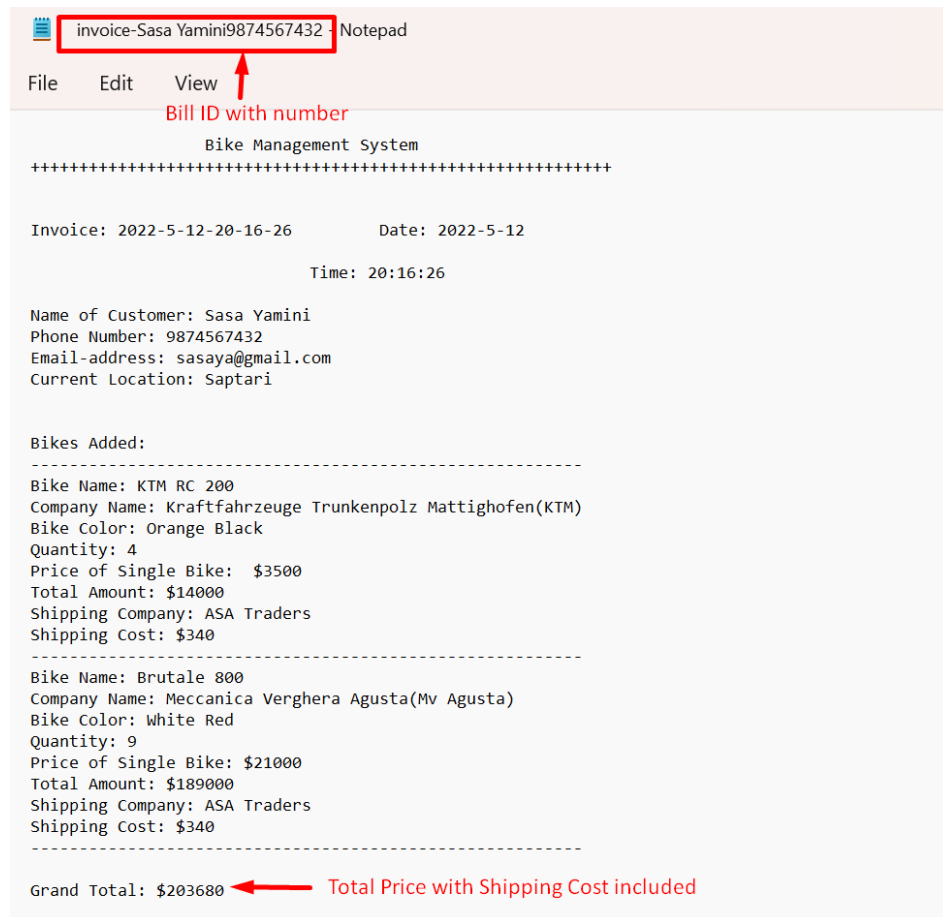 invoice-Sasa Yamini9874567432 - Notepad
File Edit View
Bill ID with number
Bike Management System
++++++++++++++++++++++++++++++++++++++++++++++++++++++++++++
Invoice: 2022-5-12-20-16-26 Date: 2022-5-12
Time: 20:16:26
Name of Customer: Sasa Yamini
Phone Number: 9874567432
Email-address: sasaya@gmail.com
Current Location: Saptari
Bikes Added:
---------------------------------------------------------
Bike Name: KTM RC 200
Company Name: Kraftfahrzeuge Trunkenpolz Mattighofen(KTM)
Bike Color: Orange Black
Quantity: 4
Price of Single Bike:  $3500
Total Amount: $14000
Shipping Company: ASA Traders
Shipping Cost: $340
---------------------------------------------------------
Bike Name: Brutale 800
Company Name: Meccanica Verghera Agusta(Mv Agusta)
Bike Color: White Red
Quantity: 9
Price of Single Bike: $21000
Total Amount: $189000
Shipping Company: ASA Traders
Shipping Cost: $340
---------------------------------------------------------
Grand Total: $203680 Total Price with Shipping Cost included